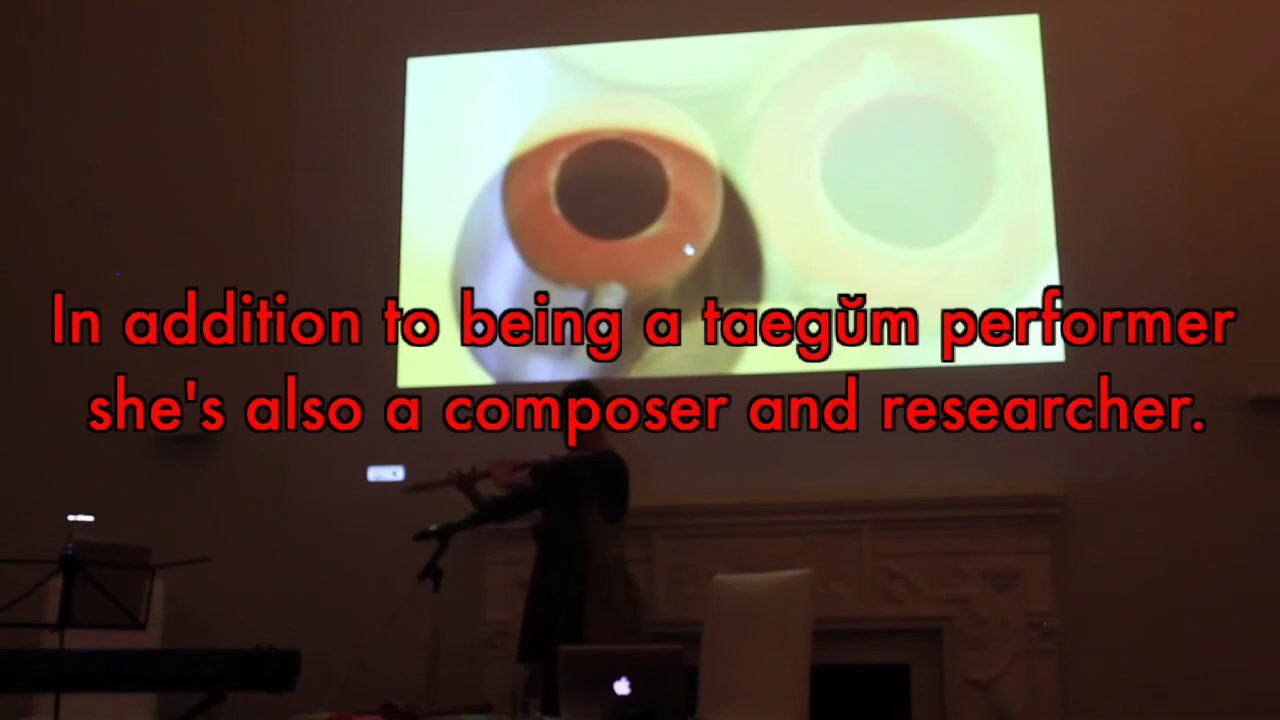 In addition to being a taegŭm performer
she's also a composer and researcher.